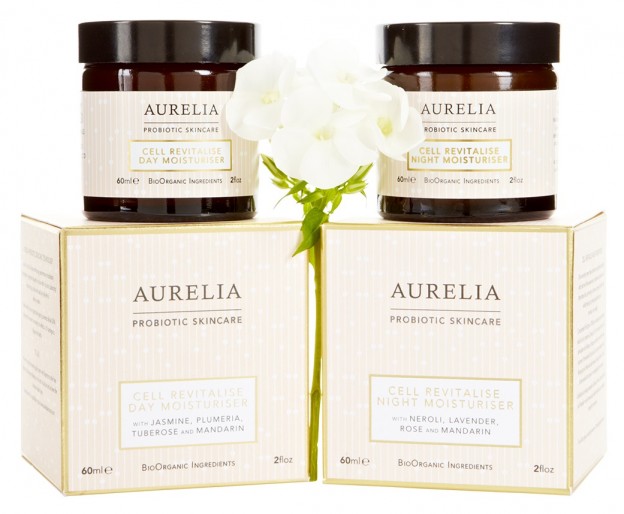 AURELIA
PROBIOTIC SKINCARE
CELL REVITALISE
DAY MOISTURISER
60ml℮ BIOORGANIC INGREDIENTS 2floz
AURELIA
PROBIOTIC SKINCARE
CELL REVITALISE
NIGHT MOISTURISER
60ml℮ BIOORGANIC INGREDIENTS 2floz
AURELIA
PROBIOTIC SKINCARE
CELL REVITALISE
DAY MOISTURISER
WITH JASMINE, PLUMERIA,
TUBEROSE AND MANDARIN
60ml℮ BIOORGANIC INGREDIENTS 2floz
AURELIA
PROBIOTIC SKINCARE
CELL REVITALISE
NIGHT MOISTURISER
WITH NEROLI, LAVENDER,
ROSE AND MANDARIN
60ml℮ BIOORGANIC INGREDIENTS 2floz